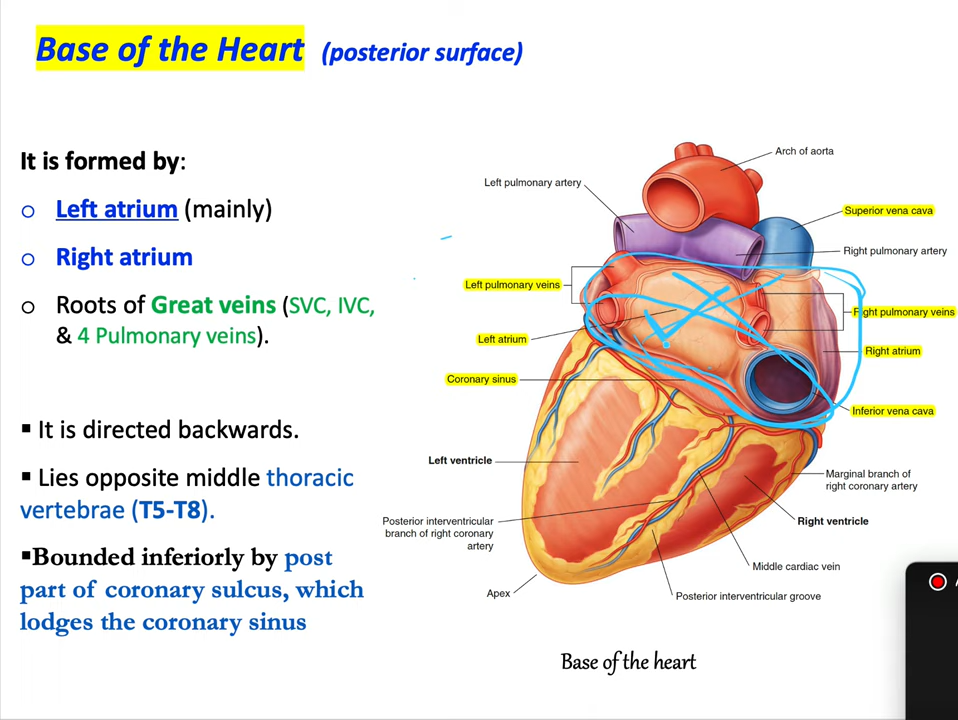 Base of the Heart (posterior surface)
It is formed by:
o Left atrium (mainly)
o Right atrium
o Roots of Great veins (SVC, IVC,
& 4 Pulmonary veins).
▪ It is directed backwards.
▪ Lies opposite middle thoracic
vertebrae (T5-T8).
▪Bounded inferiorly by post
part of coronary sulcus, which
lodges the coronary sinus
Arch of aorta
Left pulmonary artery
Superior vena cava
Right pulmonary artery
Left pulmonary veins
Right pulmonary veins
Left atrium
Right atrium
Coronary sinus
Inferior vena cava
Left ventricle
Marginal branch of
right coronary artery
Posterior interventricular
branch of right coronary
artery
Right ventricle
Middle cardiac vein
Apex
Posterior interventricular groove
Base of the heart